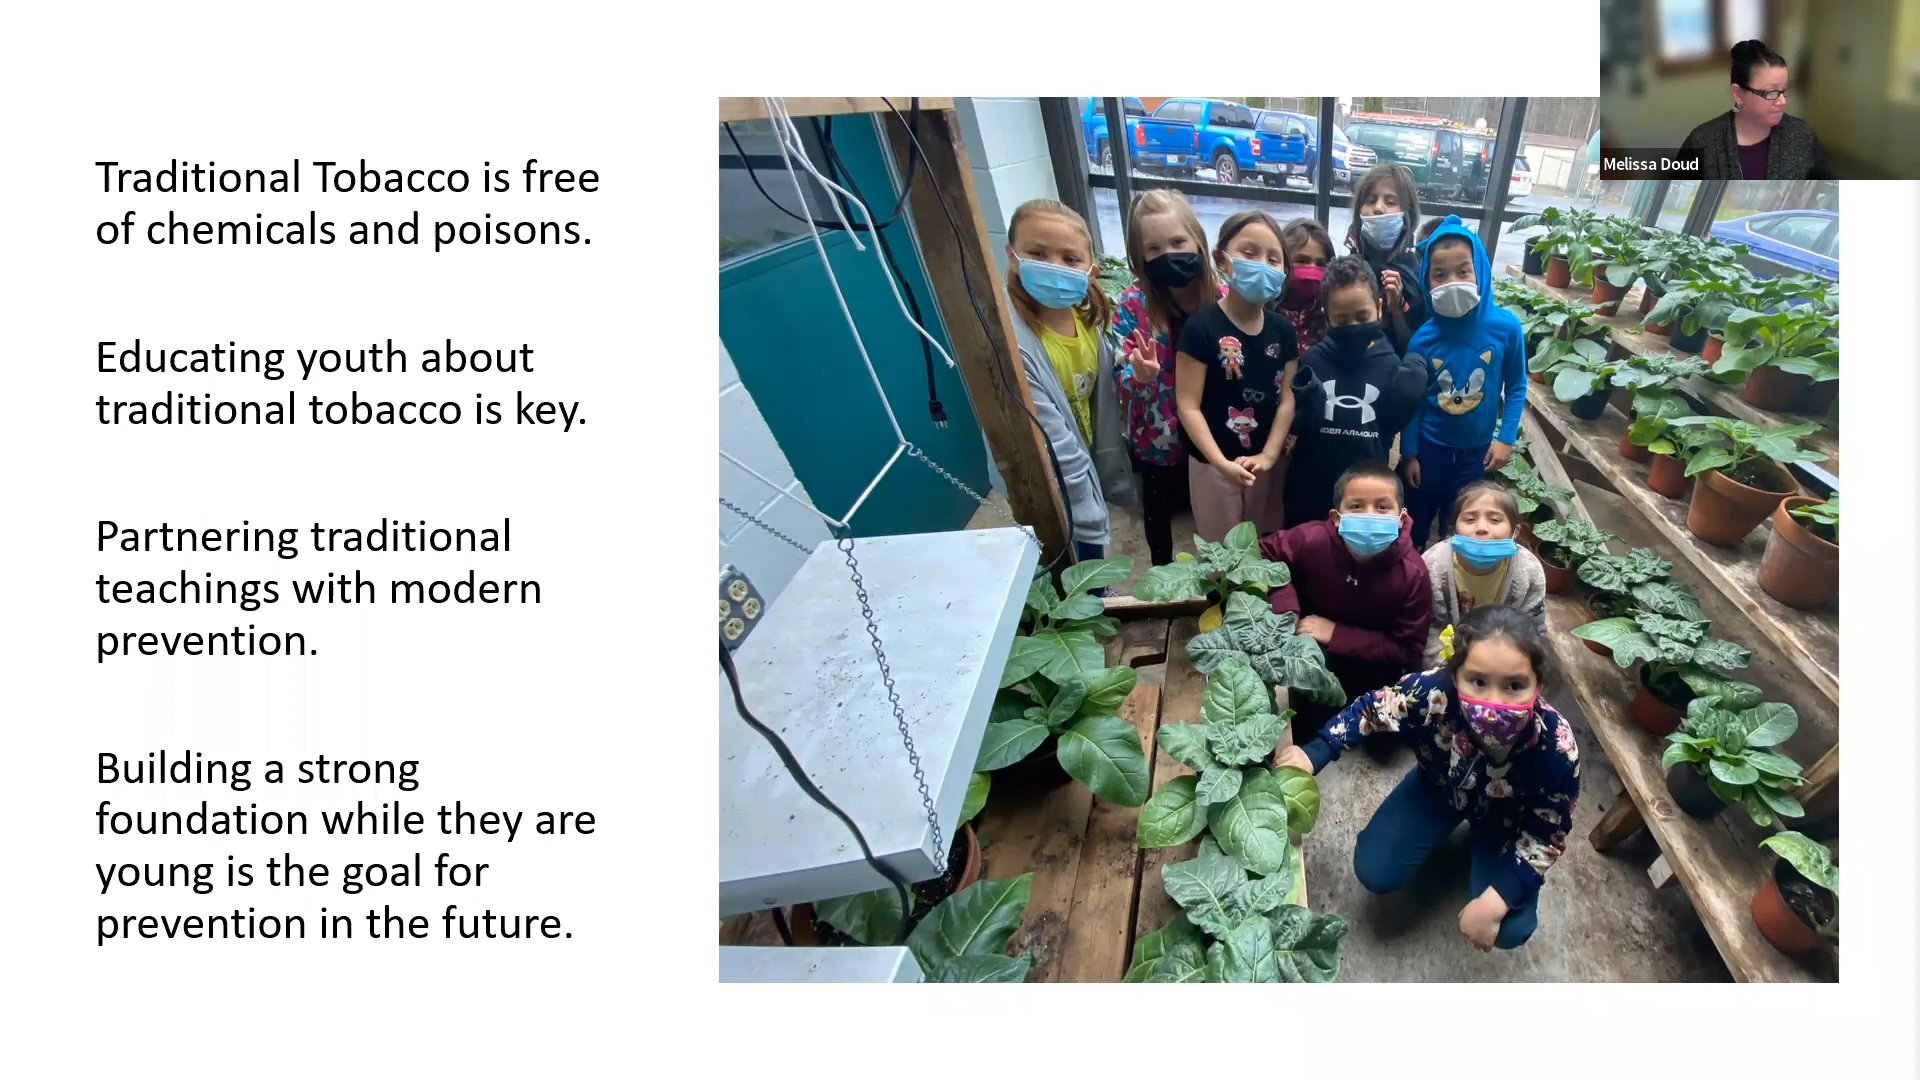 Traditional Tobacco is free
of chemicals and poisons.
Educating youth about
traditional tobacco is key.
Partnering traditional
teachings with modern
prevention.
Building a strong
foundation while they are
young is the goal for
prevention in the future.
Melissa Doud